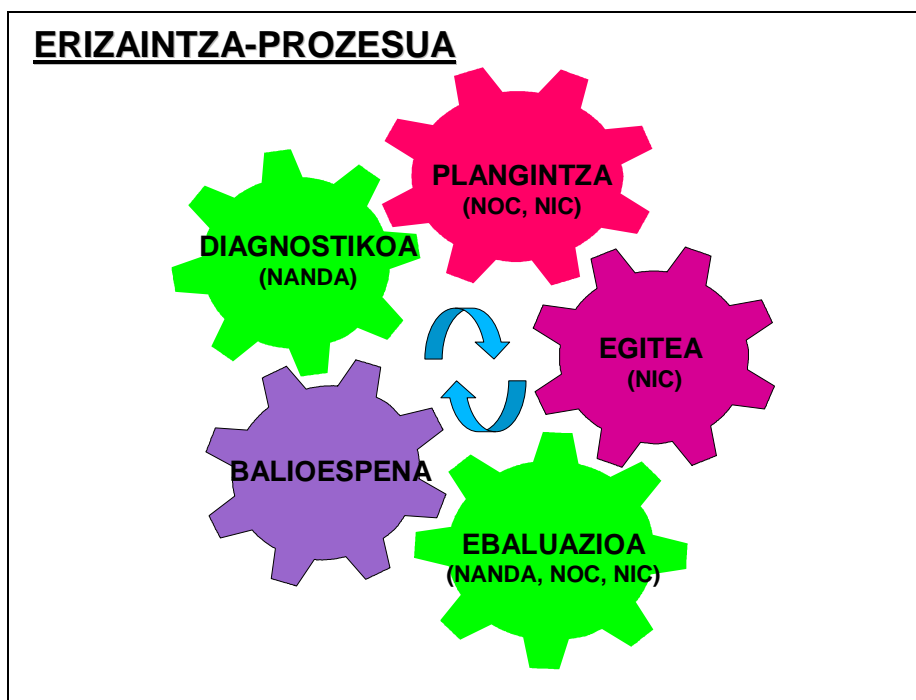 ERIZAINTZA-PROZESUA
PLANGINTZA
(NOC, NIC)
DIAGNOSTIKOA
(NANDA)
EGITEA
(NIC)
BALIOESPENA
EBALUAZIOA
(NANDA, NOC, NIC)